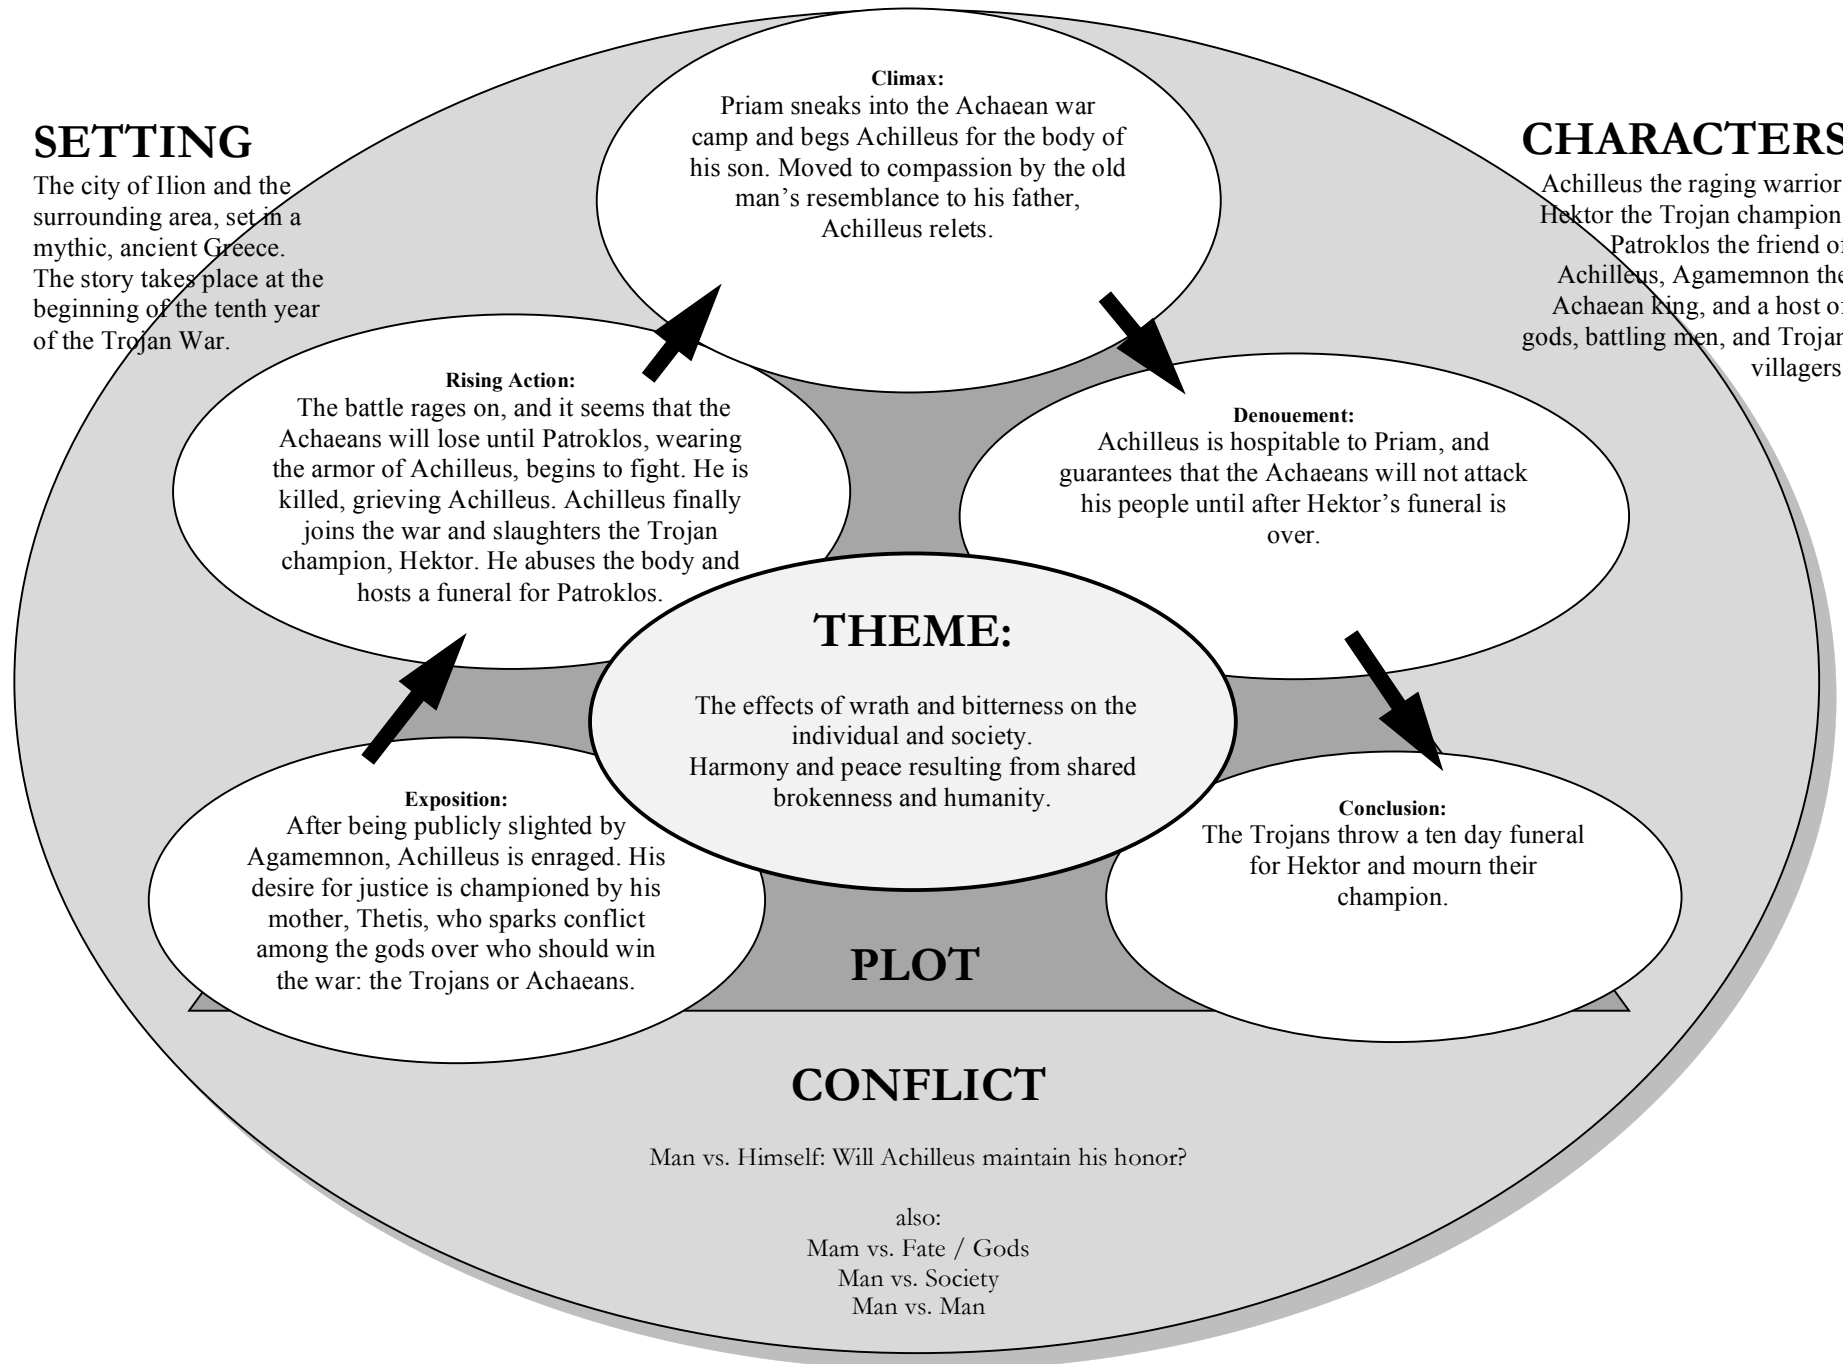 SETTING
The city of Ilion and the
surrounding area, set in a
mythic, ancient Greece.
The story takes place at the
beginning of the tenth year
of the Trojan War.
Climax:
Priam sneaks into the Achaean war
camp and begs Achilleus for the body of
his son. Moved to compassion by the old
man's resemblance to his father,
Achilleus relets.
CHARACTERS
Achilleus the raging warrior
Hektor the Trojan champion
Patroklos the friend of
Achilleus, Agamemnon the
Achaean king, and a host of
gods, battling men, and Trojan
villagers
Rising Action:
The battle rages on, and it seems that the
Achaeans will lose until Patroklos, wearing
the armor of Achilleus, begins to fight. He is
killed, grieving Achilleus. Achilleus finally
joins the war and slaughters the Trojan
champion, Hektor. He abuses the body and
hosts a funeral for Patroklos.
Denouement:
Achilleus is hospitable to Priam, and
guarantees that the Achaeans will not attack
his people until after Hektor's funeral is
over.
THEME:
The effects of wrath and bitterness on the
individual and society.
Harmony and peace resulting from shared
brokenness and humanity.
Exposition:
After being publicly slighted by
Agamemnon, Achilleus is enraged. His
desire for justice is championed by his
mother, Thetis, who sparks conflict
among the gods over who should win
the war: the Trojans or Achaeans.
Conclusion:
The Trojans throw a ten day funeral
for Hektor and mourn their
champion.
PLOT
CONFLICT
Man vs. Himself: Will Achilleus maintain his honor?
also:
Mam vs. Fate / Gods
Man vs. Society
Man vs. Man